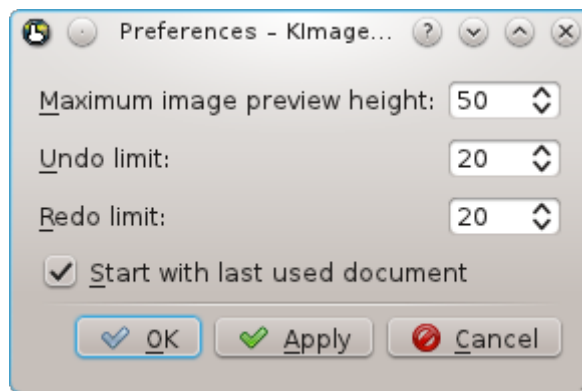 Preferences – KImage...
Maximum image preview height: 50
Undo limit: 20
Redo limit: 20
Start with last used document
OK Apply Cancel